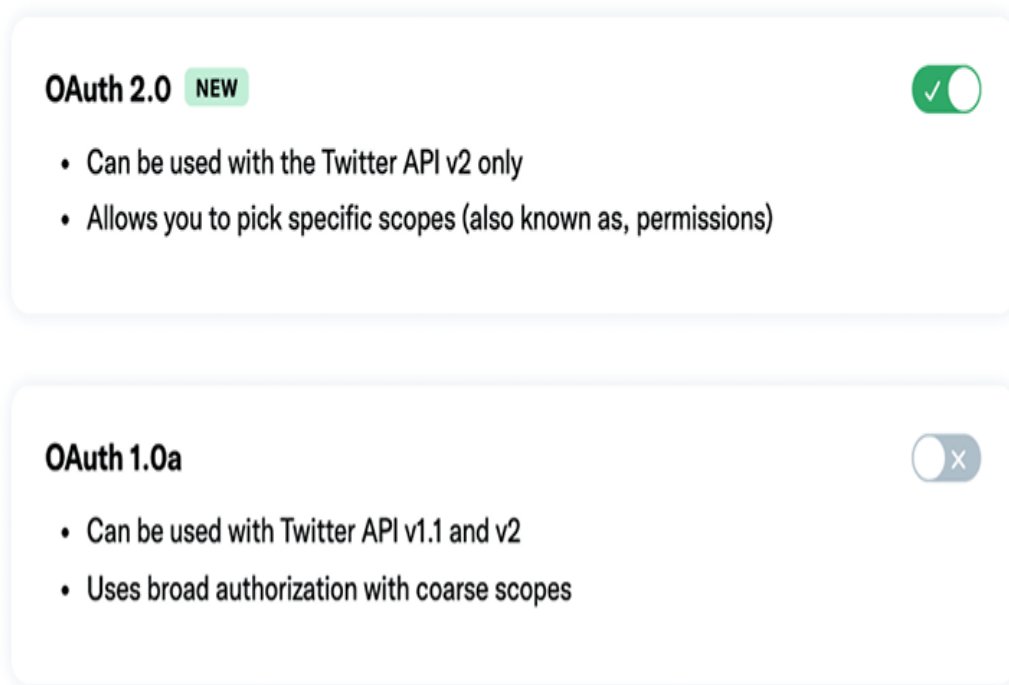 OAuth 2.0 NEW
• Can be used with the Twitter API v2 only
• Allows you to pick specific scopes (also known as, permissions)
OAuth 1.0a
• Can be used with Twitter API v1.1 and v2
• Uses broad authorization with coarse scopes